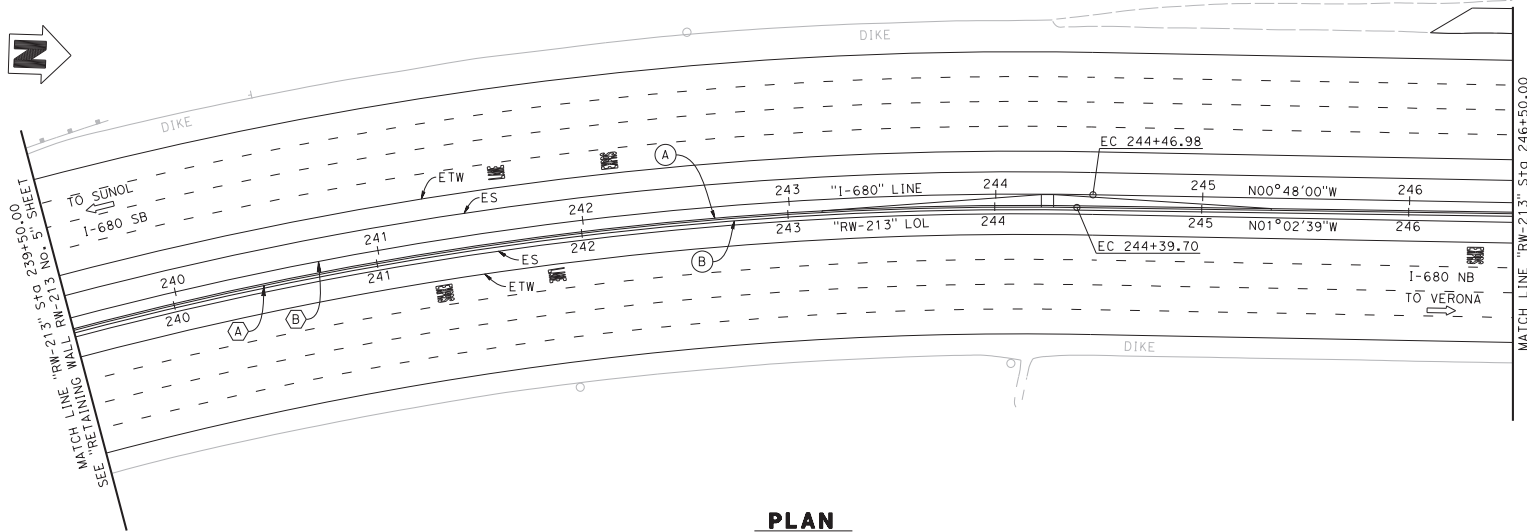 N
DIKE
DIKE
TO SUNOL
I-680 SB
ETW
ES
A
EC 244+46.98
240
241
242
243
"I-680" LINE
244
245
N00°48'00"W
246
240
241
242
243
"RW-213" LOL
244
245
N01°02'39"W
246
ES
ETW
A
B
B
EC 244+39.70
I-680 NB
TO VERONA
DIKE
MATCH LINE "RW-213" Sta 239+50.00
SEE "RETAINING WALL RW-213 NO. 5" SHEET
MATCH LINE "RW-213" Sta 246+50.00
PLAN